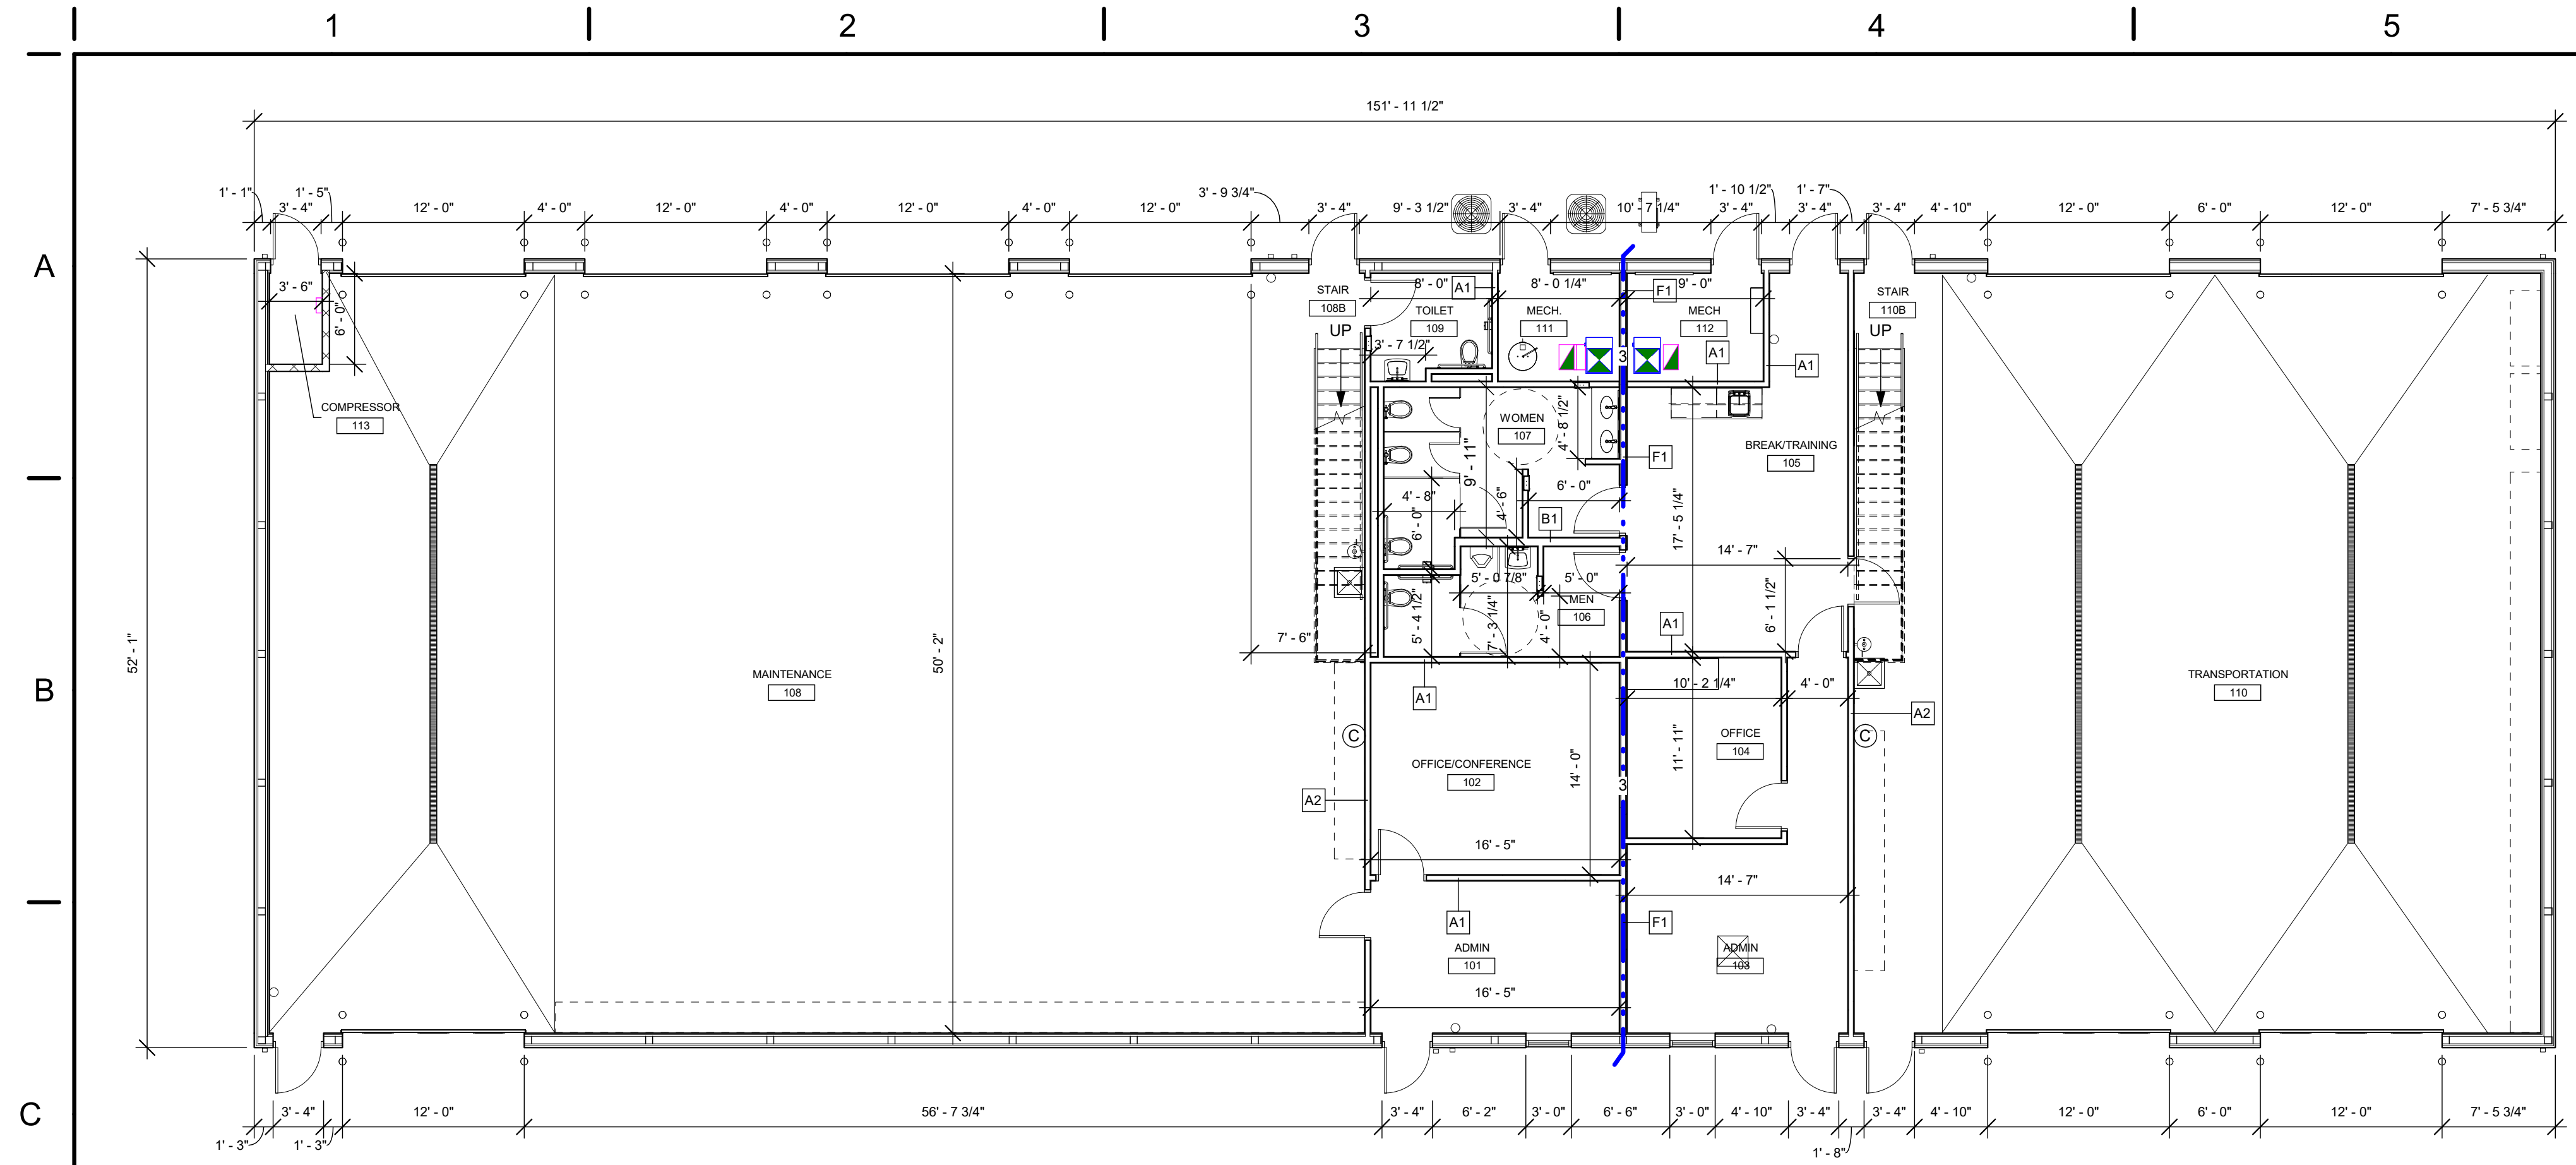 1 2 3 4 5
151' - 11 1/2"
1' - 1" 1' - 5" 3' - 9 3/4" 1' - 10 1/2" 1' - 7"
3' - 4" 12' - 0" 4' - 0" 12' - 0" 4' - 0" 12' - 0" 4' - 0" 12' - 0" 3' - 4" 9' - 3 1/2" 3' - 4" 10' - 7 1/4" 3' - 4" 3' - 4" 3' - 4" 4' - 10" 12' - 0" 6' - 0" 12' - 0" 7' - 5 3/4"
A
3' - 6"
6' - 0"
STAIR
108B
UP
8' - 0"
A1
8' - 0 1/4"
F1
9' - 0"
STAIR
110B
UP
TOILET
109
MECH.
111
MECH
112
3' - 7 1/2"
3
A1
A1
COMPRESSOR
113
WOMEN
107
4' - 8 1/2"
9' - 11"
BREAK/TRAINING
105
F1
4' - 8"
6' - 0"
4' - 6"
6' - 0"
B1
17' - 5 1/4"
14' - 7"
5' - 0 7/8"
5' - 0"
MEN
106
5' - 4 1/2"
7' - 3 1/4"
4' - 0"
6' - 1 1/2"
A1
7' - 6"
52' - 1"
50' - 2"
B
MAINTENANCE
108
A1
10' - 2 1/4"
4' - 0"
TRANSPORTATION
110
A2
C
C
OFFICE
104
11' - 11"
OFFICE/CONFERENCE
102
14' - 0"
3
A2
16' - 5"
14' - 7"
A1
F1
ADMIN
101
ADMIN
103
16' - 5"
C
3' - 4" 12' - 0" 56' - 7 3/4" 3' - 4" 6' - 2" 3' - 0" 6' - 6" 3' - 0" 4' - 10" 3' - 4" 3' - 4" 4' - 10" 12' - 0" 6' - 0" 12' - 0" 7' - 5 3/4"
1' - 3" 1' - 3" 1' - 8"